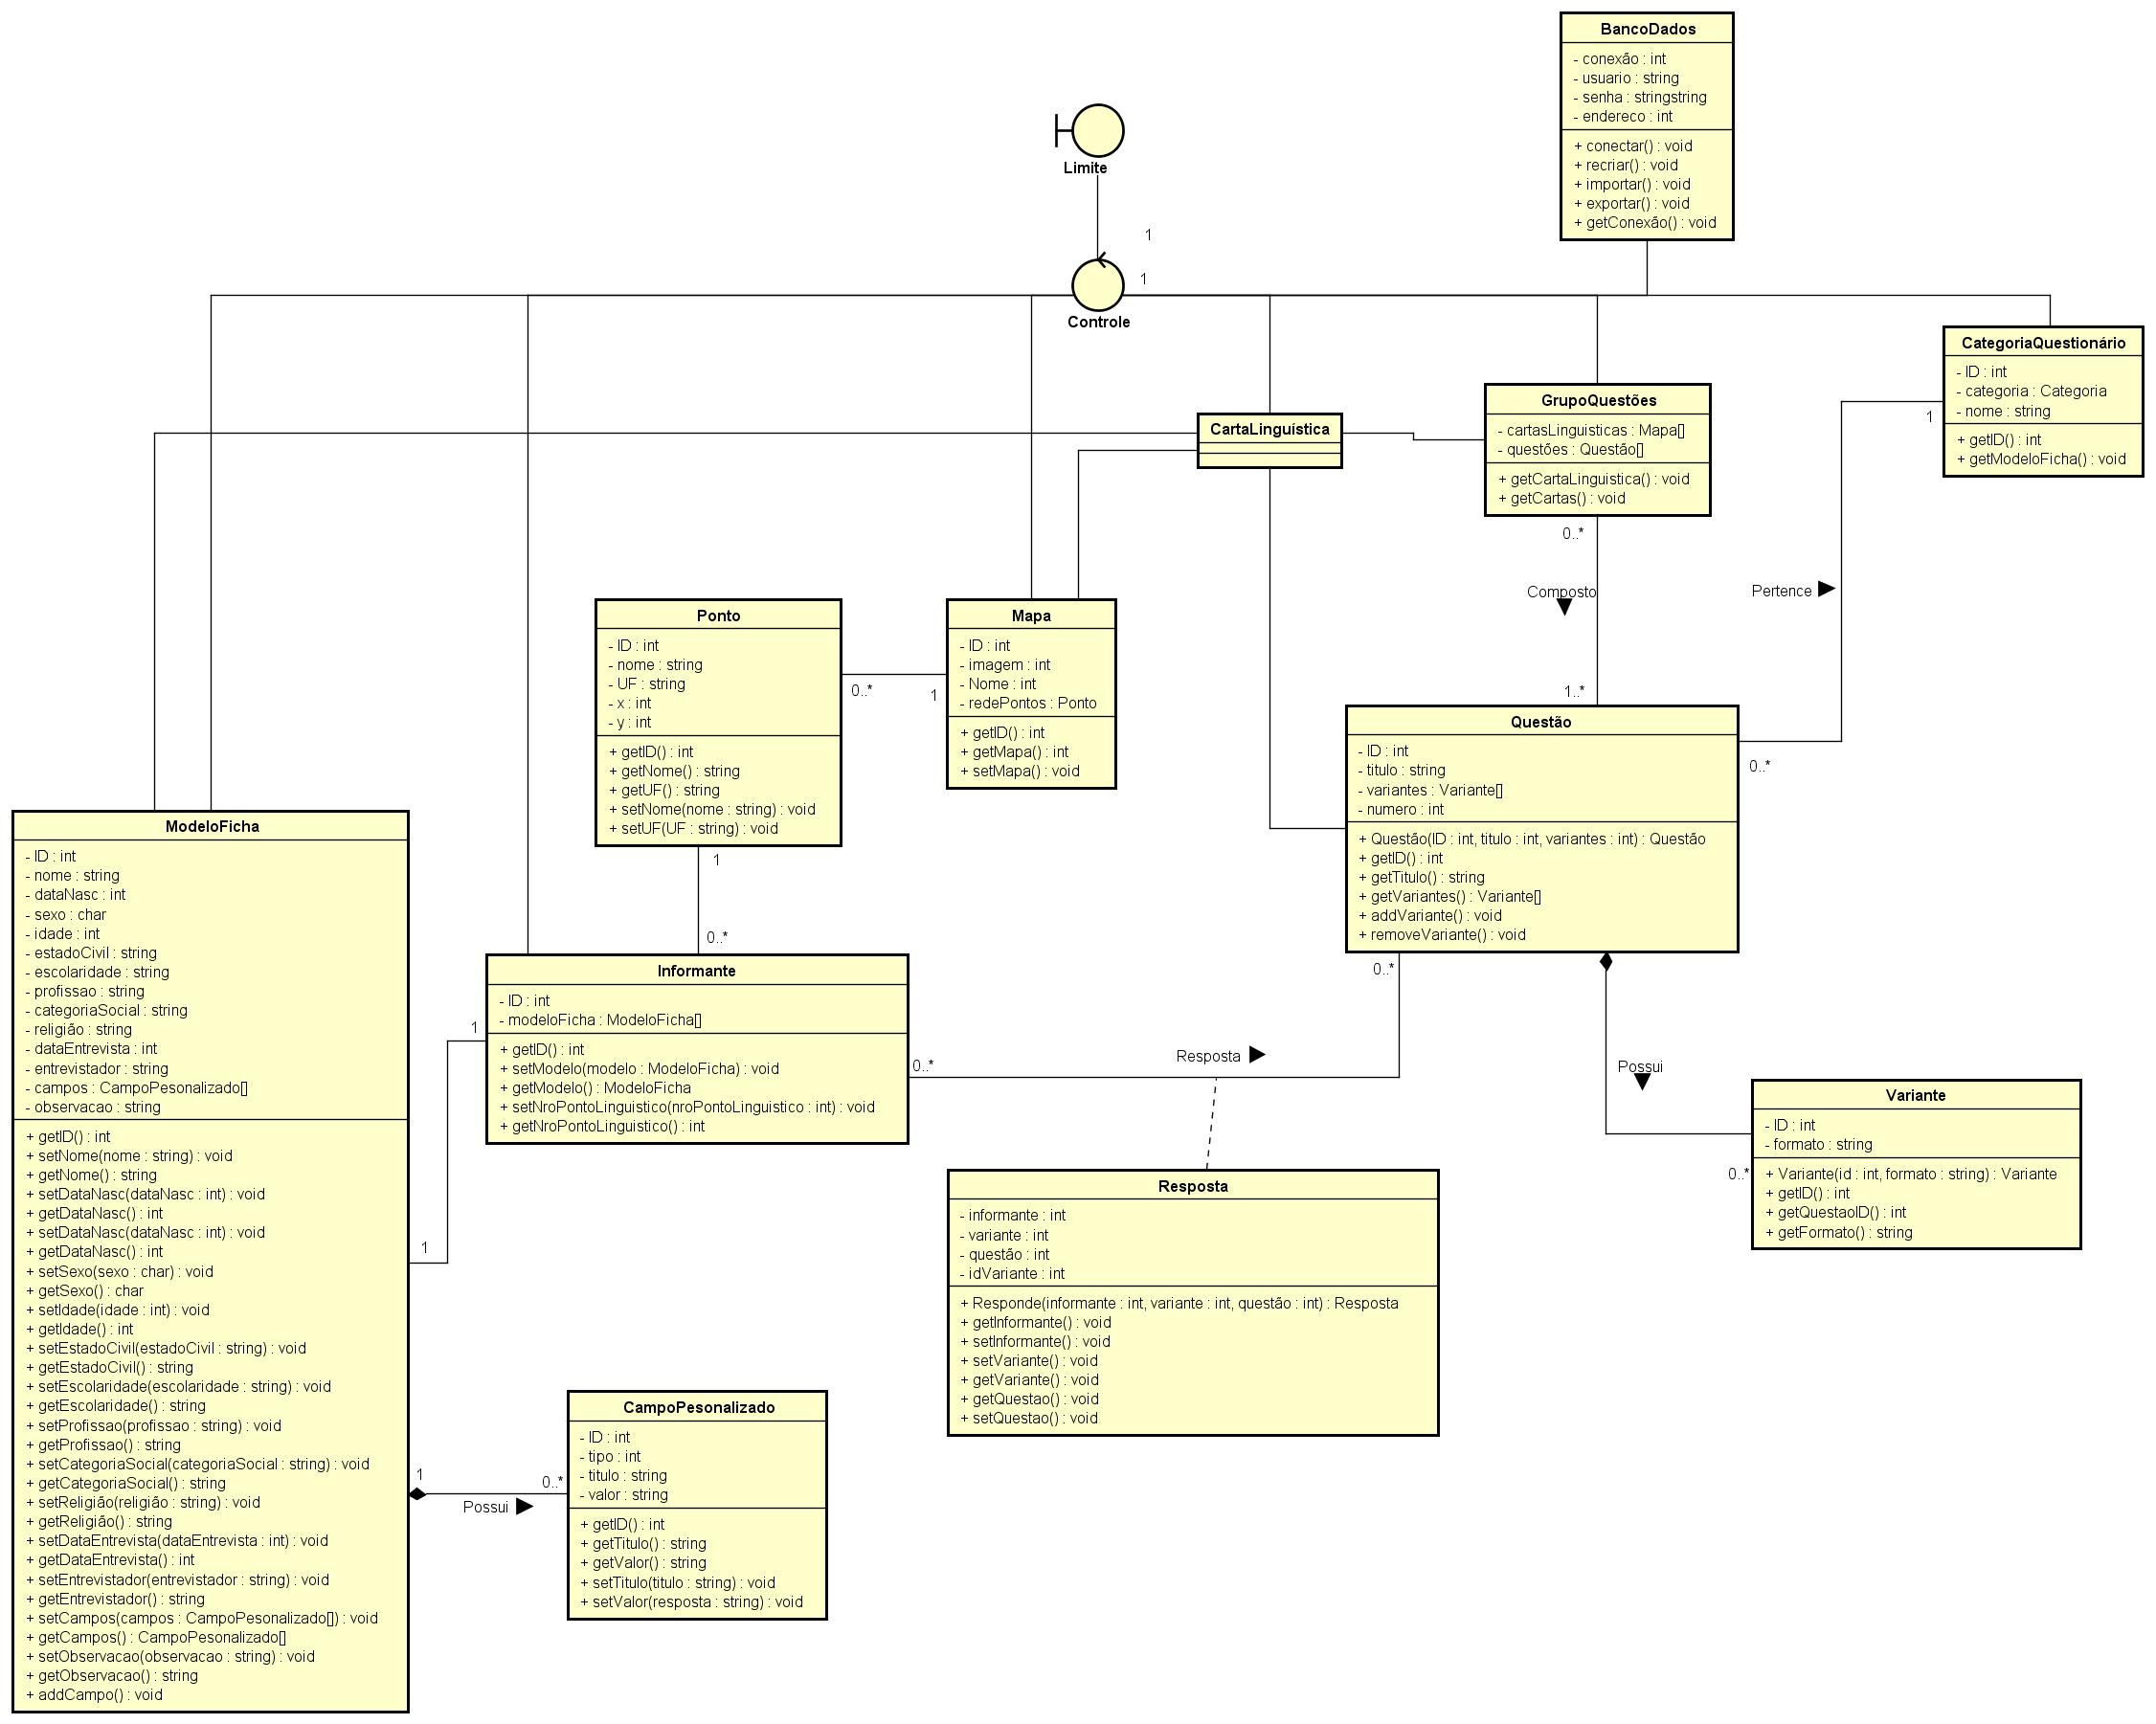 BancoDados
- conexão : int
- usuario : string
- senha : stringstring
- endereco : int
+ conectar() : void
+ recriar() : void
+ importar() : void
+ exportar() : void
+ getConexão() : void
Limite
1
1
Controle
CategoriaQuestionário
- ID : int
- categoria : Categoria
- nome : string
+ getID() : int
+ getModeloFicha() : void
1
GrupoQuestões
- cartasLinguisticas : Mapa[]
- questões : Questão[]
+ getCartaLinguistica() : void
+ getCartas() : void
0..*
CartaLinguística
Composto
Pertence
1..*
Ponto
- ID : int
- nome : string
- UF : string
- x : int
- y : int
+ getID() : int
+ getNome() : string
+ getUF() : string
+ setNome(nome : string) : void
+ setUF(UF : string) : void
0..*
1
Mapa
- ID : int
- imagem : int
- Nome : int
- redePontos : Ponto
+ getID() : int
+ getMapa() : int
+ setMapa() : void
Questão
- ID : int
- titulo : string
- variantes : Variante[]
- numero : int
+ Questão(ID : int, titulo : int, variantes : int) : Questão
+ getID() : int
+ getTitulo() : string
+ getVariantes() : Variante[]
+ addVariante() : void
+ removeVariante() : void
0..*
0..*
1
0..*
ModeloFicha
- ID : int
- nome : string
- dataNasc : int
- sexo : char
- idade : int
- estadoCivil : string
- escolaridade : string
- profissao : string
- categoriaSocial : string
- religião : string
- dataEntrevista : int
- entrevistador : string
- campos : CampoPesonalizado[]
- observacao : string
+ getID() : int
+ setNome(nome : string) : void
+ getNome() : string
+ setDataNasc(dataNasc : int) : void
+ getDataNasc() : int
+ setDataNasc(dataNasc : int) : void
+ getDataNasc() : int
+ setSexo(sexo : char) : void
+ getSexo() : char
+ setIdade(idade : int) : void
+ getIdade() : int
+ setEstadoCivil(estadoCivil : string) : void
+ getEstadoCivil() : string
+ setEscolaridade(escolaridade : string) : void
+ getEscolaridade() : string
+ setProfissao(profissao : string) : void
+ getProfissao() : string
+ setCategoriaSocial(categoriaSocial : string) : void
+ getCategoriaSocial() : string
+ setReligião(religião : string) : void
+ getReligião() : string
+ setDataEntrevista(dataEntrevista : int) : void
+ getDataEntrevista() : int
+ setEntrevistador(entrevistador : string) : void
+ getEntrevistador() : string
+ setCampos(campos : CampoPesonalizado[]) : void
+ getCampos() : CampoPesonalizado[]
+ setObservacao(observacao : string) : void
+ getObservacao() : string
+ addCampo() : void
Informante
- ID : int
- modeloFicha : ModeloFicha[]
+ getID() : int
+ setModelo(modelo : ModeloFicha) : void
+ getModelo() : ModeloFicha
+ setNroPontoLinguistico(nroPontoLinguistico : int) : void
+ getNroPontoLinguistico() : int
1
1
0..*
Resposta
Possui
Variante
- ID : int
- formato : string
+ Variante(id : int, formato : string) : Variante
+ getID() : int
+ getQuestaoID() : int
+ getFormato() : string
0..*
Resposta
- informante : int
- variante : int
- questão : int
- idVariante : int
+ Responde(informante : int, variante : int, questão : int) : Resposta
+ getInformante() : void
+ setInformante() : void
+ setVariante() : void
+ getVariante() : void
+ getQuestao() : void
+ setQuestao() : void
CampoPesonalizado
- ID : int
- tipo : int
- titulo : string
- valor : string
+ getID() : int
+ getTitulo() : string
+ getValor() : string
+ setTitulo(titulo : string) : void
+ setValor(resposta : string) : void
1
0..*
Possui